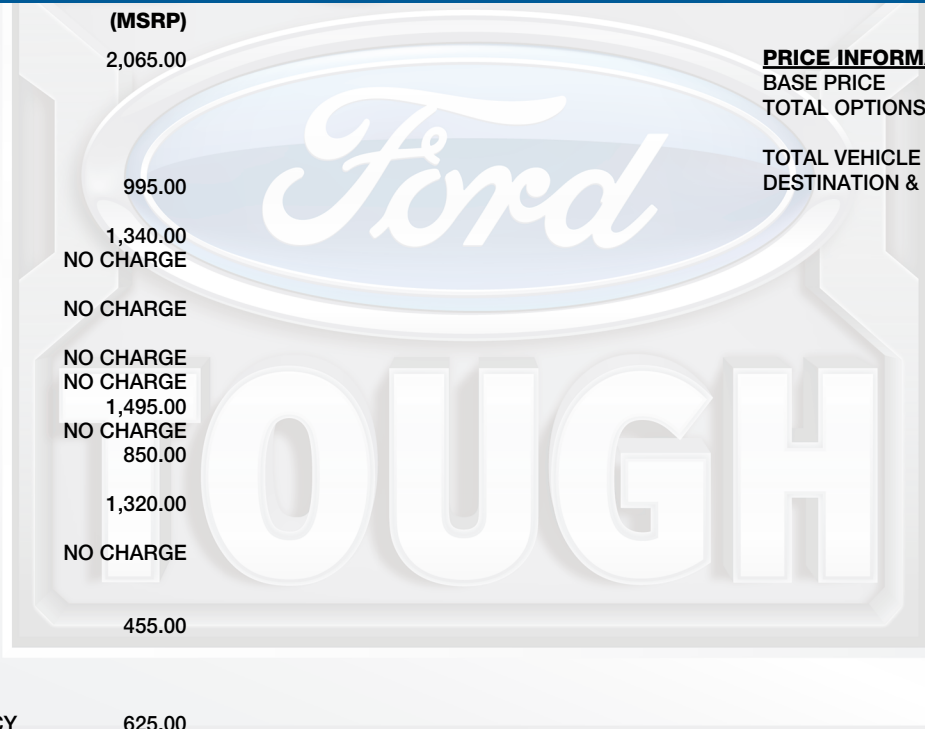 (MSRP)
2,065.00
995.00
1,340.00
NO CHARGE
NO CHARGE
NO CHARGE
NO CHARGE
1,495.00
NO CHARGE
850.00
1,320.00
NO CHARGE
455.00
CY 625.00
PRICE INFORMA
BASE PRICE
TOTAL OPTIONS
TOTAL VEHICLE
DESTINATION &
Ford
TOUGH